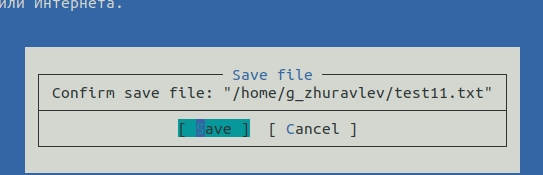 или Интернета.
Save file
Confirm save file: "/home/g_zhuravlev/test11.txt"
[ Save ] [ Cancel ]